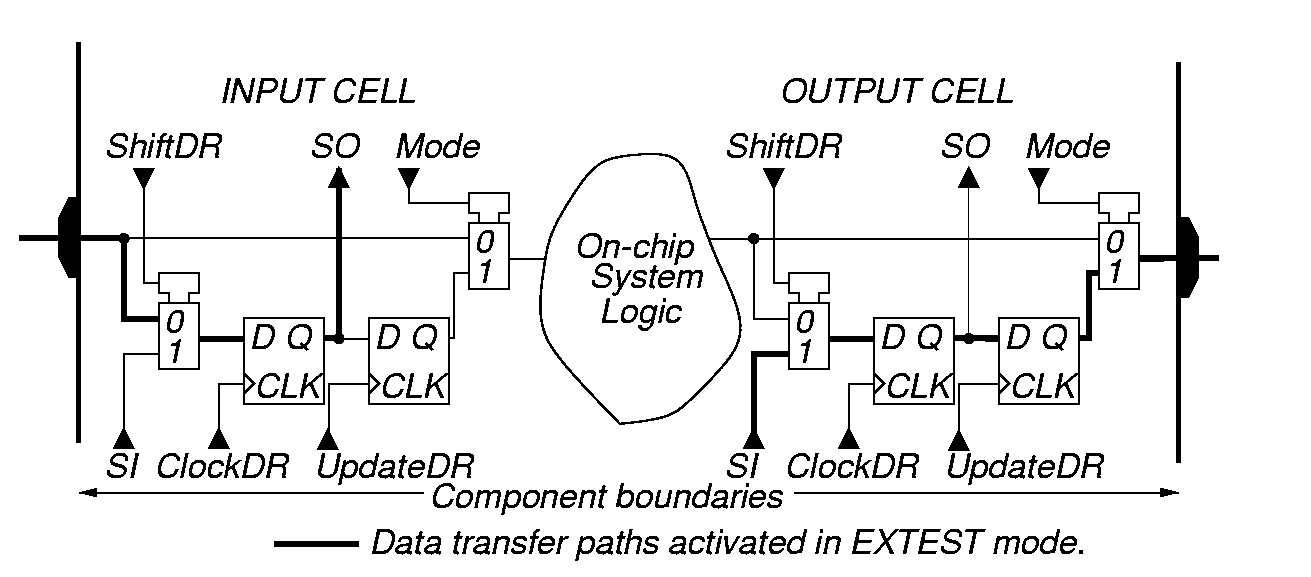 INPUT CELL OUTPUT CELL
ShiftDR SO Mode ShiftDR SO Mode
0 0
1 1
On-chip
System
Logic
0 0
1 1
D Q D Q D Q D Q
CLK CLK CLK CLK
SI ClockDR UpdateDR SI ClockDR UpdateDR
Component boundaries
Data transfer paths activated in EXTEST mode.